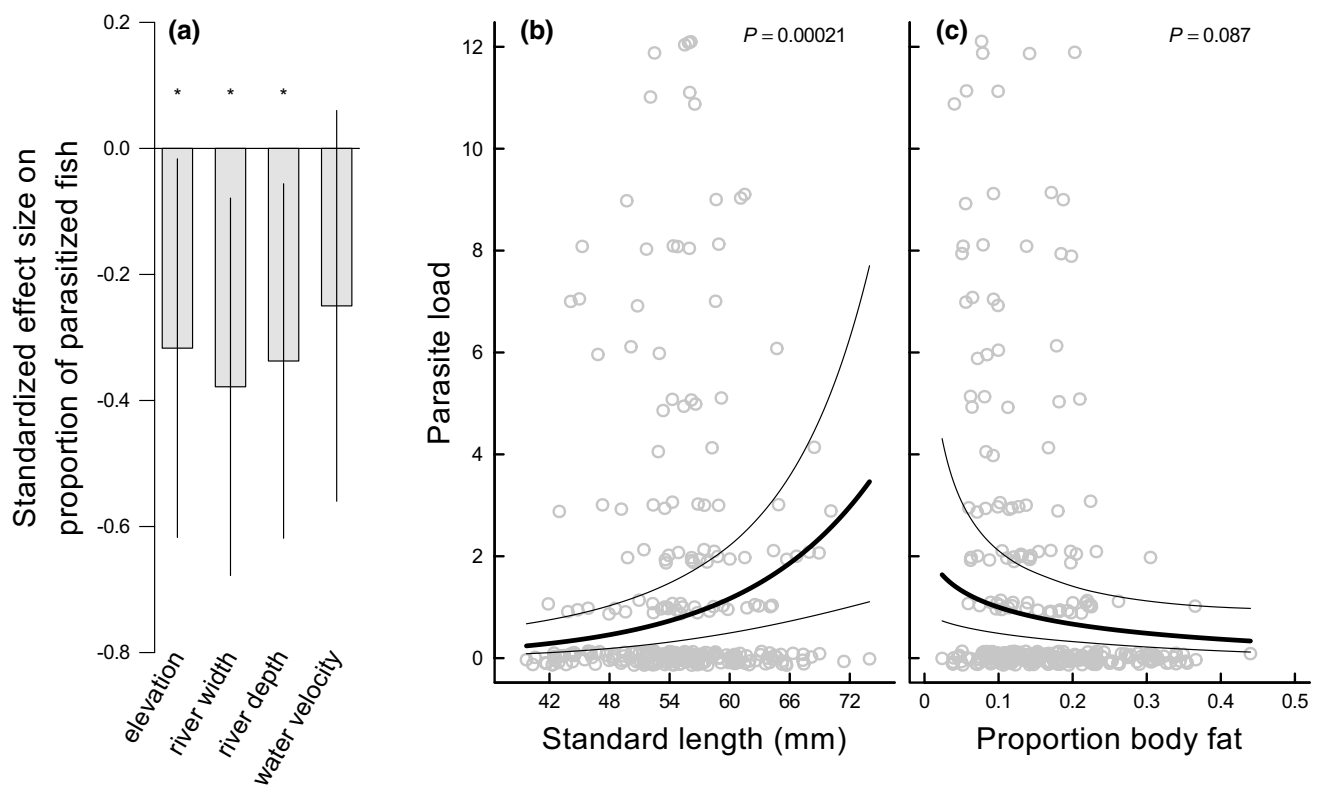 (a)
0.2
0.0
-0.2
-0.4
-0.6
-0.8
* * *
Standardized effect size on
proportion of parasitized fish
elevation
river width
river depth
water velocity
(b)
P = 0.00021
12
10
8
6
4
2
0
Parasite load
42 48 54 60 66 72
Standard length (mm)
(c)
P = 0.087
0 0.1 0.2 0.3 0.4 0.5
Proportion body fat